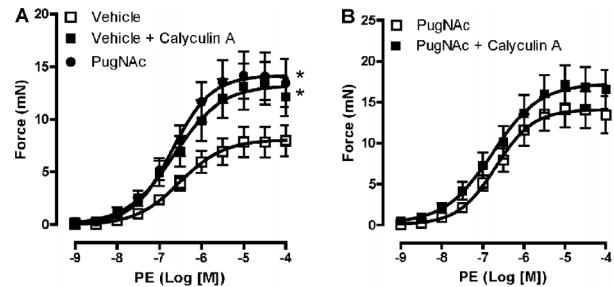 A
Vehicle
Vehicle + Calyculin A
PugNAc
Force (mN)
20
15
10
5
0
*
*
-9 -8 -7 -6 -5 -4
PE (Log [M])
B
PugNAc
PugNAc + Calyculin A
Force (mN)
25
20
15
10
5
0
-9 -8 -7 -6 -5 -4
PE (Log [M])